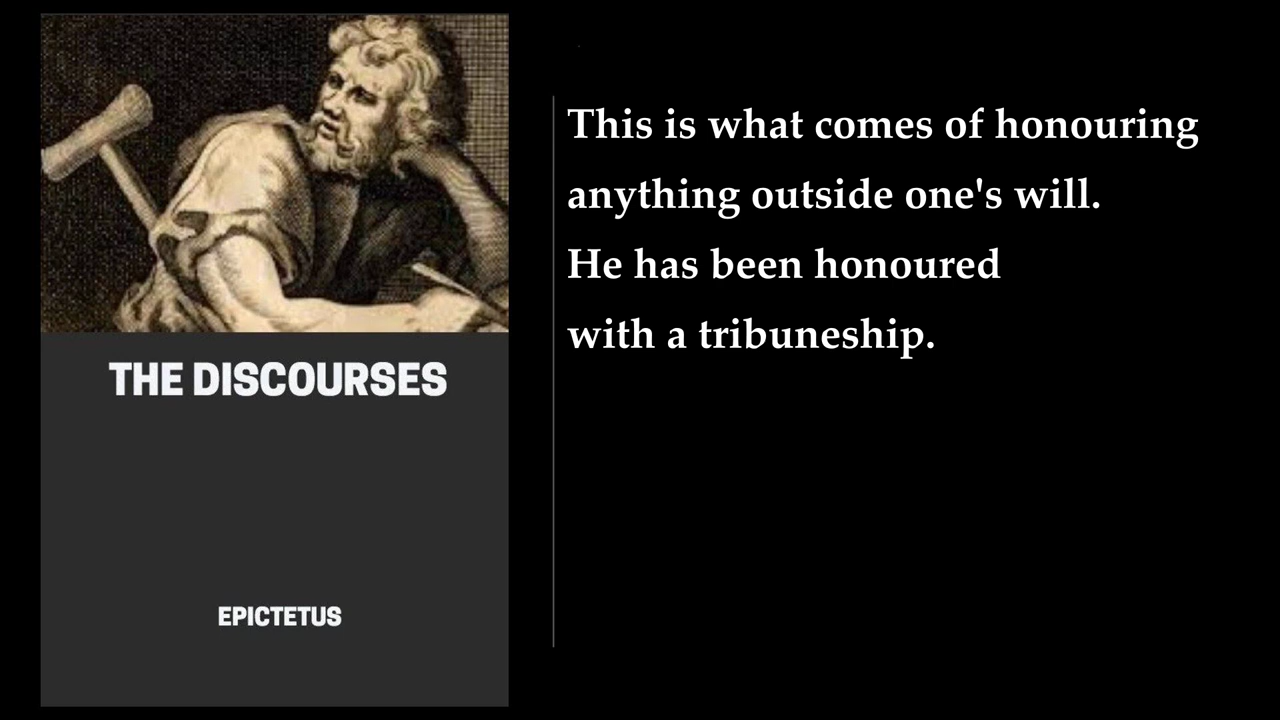 THE DISCOURSES
EPICTETUS
This is what comes of honouring
anything outside one's will.
He has been honoured
with a tribuneship.